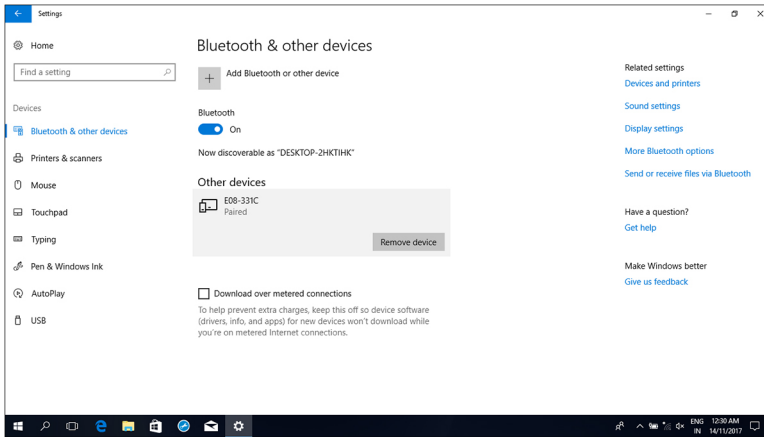 Settings
Home
Find a setting
Devices
Bluetooth & other devices
Printers & scanners
Mouse
Touchpad
Typing
Pen & Windows Ink
AutoPlay
USB
Bluetooth & other devices
Add Bluetooth or other device
Bluetooth
On
Now discoverable as "DESKTOP-2HKTIHK"
Other devices
E08-331C
Paired
Remove device
Download over metered connections
To help prevent extra charges, keep this off so device software
(drivers, info, and apps) for new devices won't download while
you're on metered Internet connections.
Related settings
Devices and printers
Sound settings
Display settings
More Bluetooth options
Send or receive files via Bluetooth
Have a question?
Get help
Make Windows better
Give us feedback
ENG 12:30 AM
IN 14/11/2017